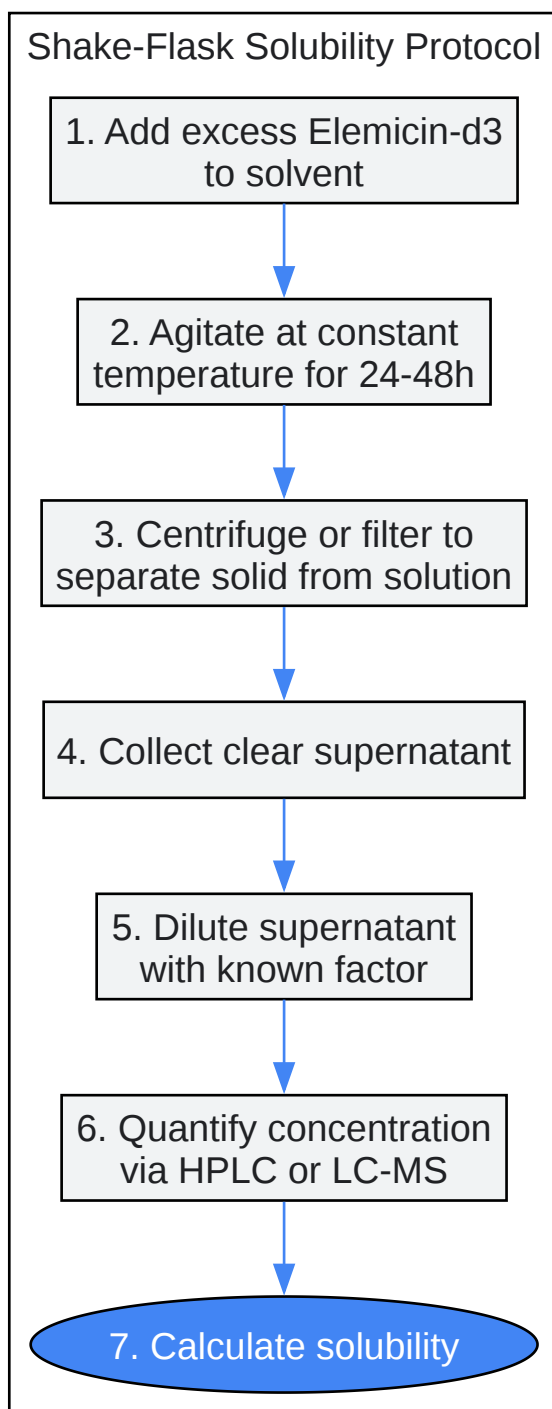 Shake-Flask Solubility Protocol
1. Add excess Elemicin-d3
to solvent
2. Agitate at constant
temperature for 24-48h
3. Centrifuge or filter to
separate solid from solution
4. Collect clear supernatant
5. Dilute supernatant
with known factor
6. Quantify concentration
via HPLC or LC-MS
7. Calculate solubility